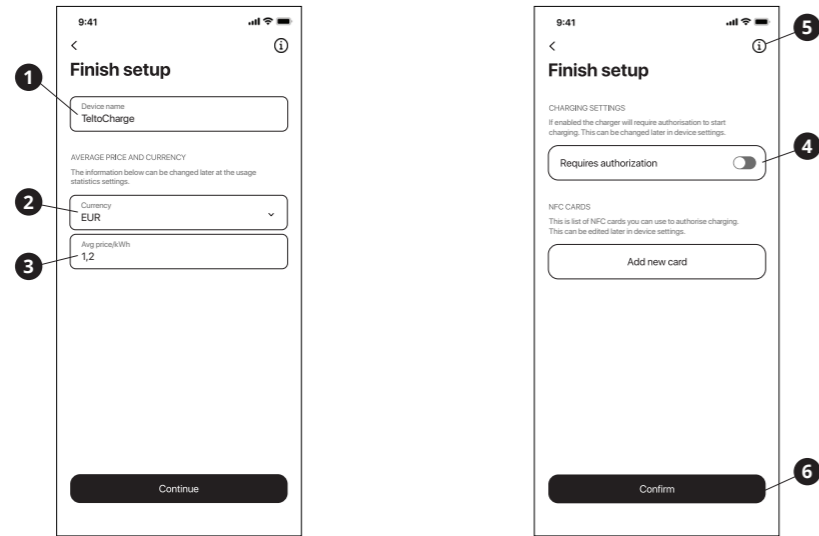 9:41
Finish setup
1
Device name
TeltoCharge
AVERAGE PRICE AND CURRENCY
The information below can be changed later at the usage
statistics settings.
2
Currency
EUR
3
Avg price/kWh
1,2
Continue
9:41
5
Finish setup
CHARGING SETTINGS
If enabled the charger will require authorisation to start
charging. This can be changed later in device settings.
4
Requires authorization
NFC CARDS
This is list of NFC cards you can use to authorise charging.
This can be edited later in device settings.
Add new card
6
Confirm